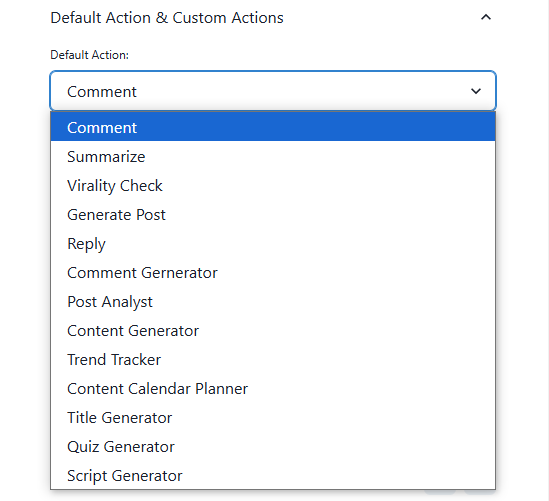 Default Action & Custom Actions
Default Action:
Comment
Comment
Summarize
Virality Check
Generate Post
Reply
Comment Gernerator
Post Analyst
Content Generator
Trend Tracker
Content Calendar Planner
Title Generator
Quiz Generator
Script Generator